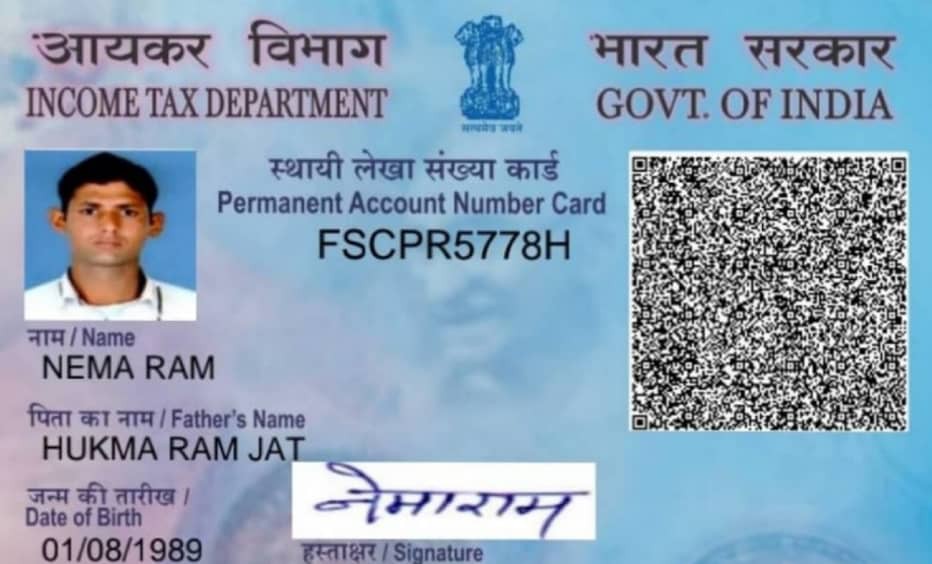 आयकर विभाग
INCOME TAX DEPARTMENT
सत्यमेव जयते
भारत सरकार
GOVT. OF INDIA
स्थायी लेखा संख्या कार्ड
Permanent Account Number Card
FSCPR5778H
नाम / Name
NEMA RAM
पिता का नाम / Father's Name
HUKMA RAM JAT
जन्म की तारीख /
Date of Birth
01/08/1989
नेमाराम
हस्ताक्षर / Signature